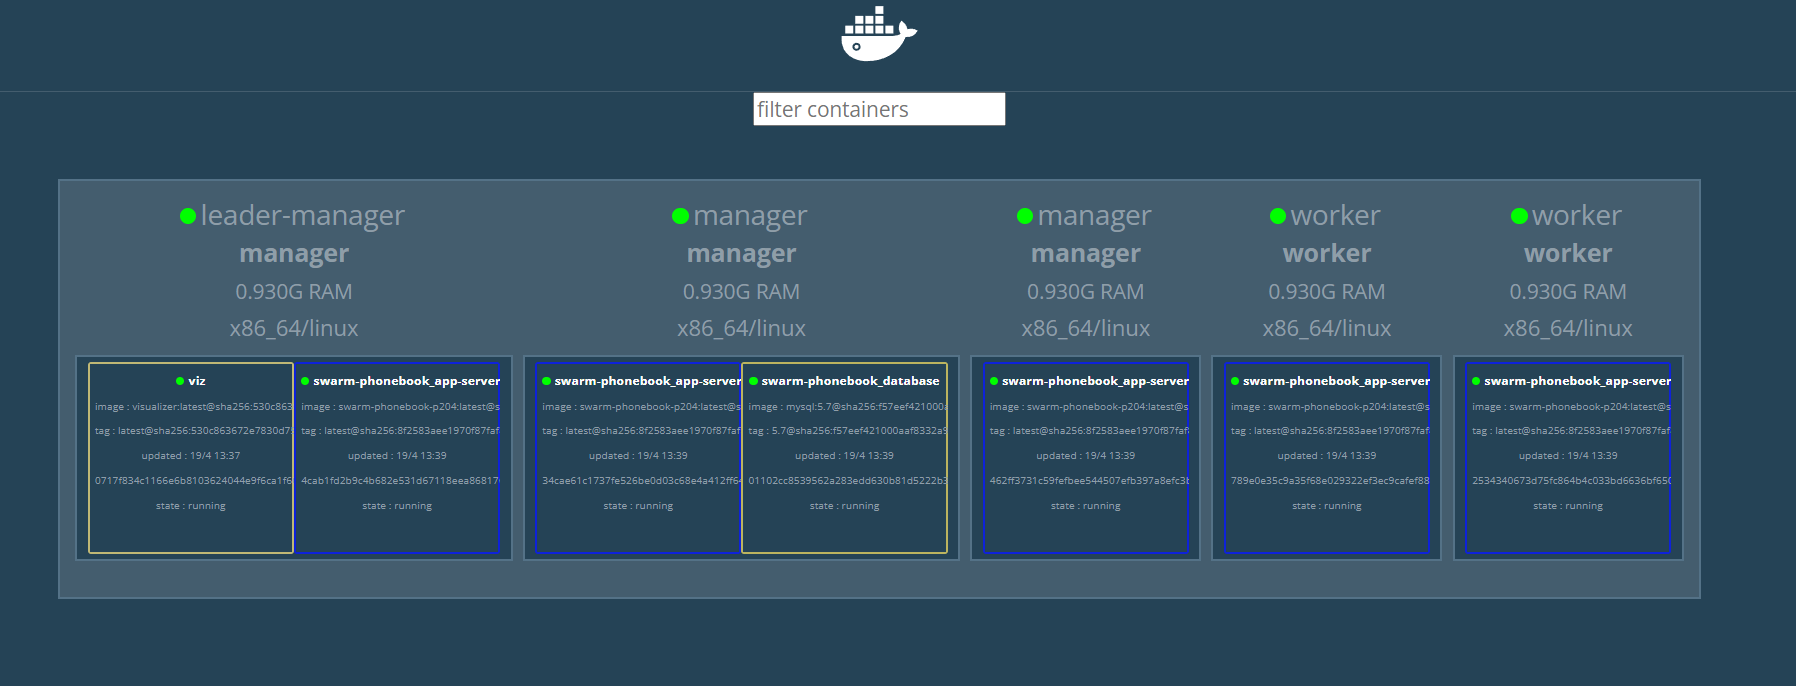 filter containers
leader-manager
manager
0.930G RAM
x86_64/linux
viz
image : visualizer:latest@sha256:530c863
tag : latest@sha256:530c863672e7830d7
updated : 19/4 13:37
0717f834c1166e6b8103624044e9f6ca1f6
state : running
swarm-phonebook_app-server
image : swarm-phonebook-p204:latest@s
tag : latest@sha256:8f2583aee1970f87faf
updated : 19/4 13:39
4cab1fd2b9c4b682e531d67118eea86817
state : running
manager
manager
0.930G RAM
x86_64/linux
swarm-phonebook_app-server
image : swarm-phonebook-p204:latest@s
tag : latest@sha256:8f2583aee1970f87faf
updated : 19/4 13:39
34cae61c1737fe526be0d03c68e4a412ff64
state : running
swarm-phonebook_database
image : mysql:5.7@sha256:f57eef421000
tag : 5.7@sha256:f57eef421000aaf8332a9
updated : 19/4 13:39
01102cc8539562a283edd630b81d5222b3
state : running
manager
manager
0.930G RAM
x86_64/linux
swarm-phonebook_app-server
image : swarm-phonebook-p204:latest@s
tag : latest@sha256:8f2583aee1970f87faf
updated : 19/4 13:39
462ff3731c59fefbee544507efb397a8efc3
state : running
worker
worker
0.930G RAM
x86_64/linux
swarm-phonebook_app-server
image : swarm-phonebook-p204:latest@s
tag : latest@sha256:8f2583aee1970f87faf
updated : 19/4 13:39
789e0e35c9a35f68e029322ef3ec9cafef88
state : running
worker
worker
0.930G RAM
x86_64/linux
swarm-phonebook_app-server
image : swarm-phonebook-p204:latest@s
tag : latest@sha256:8f2583aee1970f87faf
updated : 19/4 13:39
2534340673d75fc864b4c033bd6636bf650
state : running